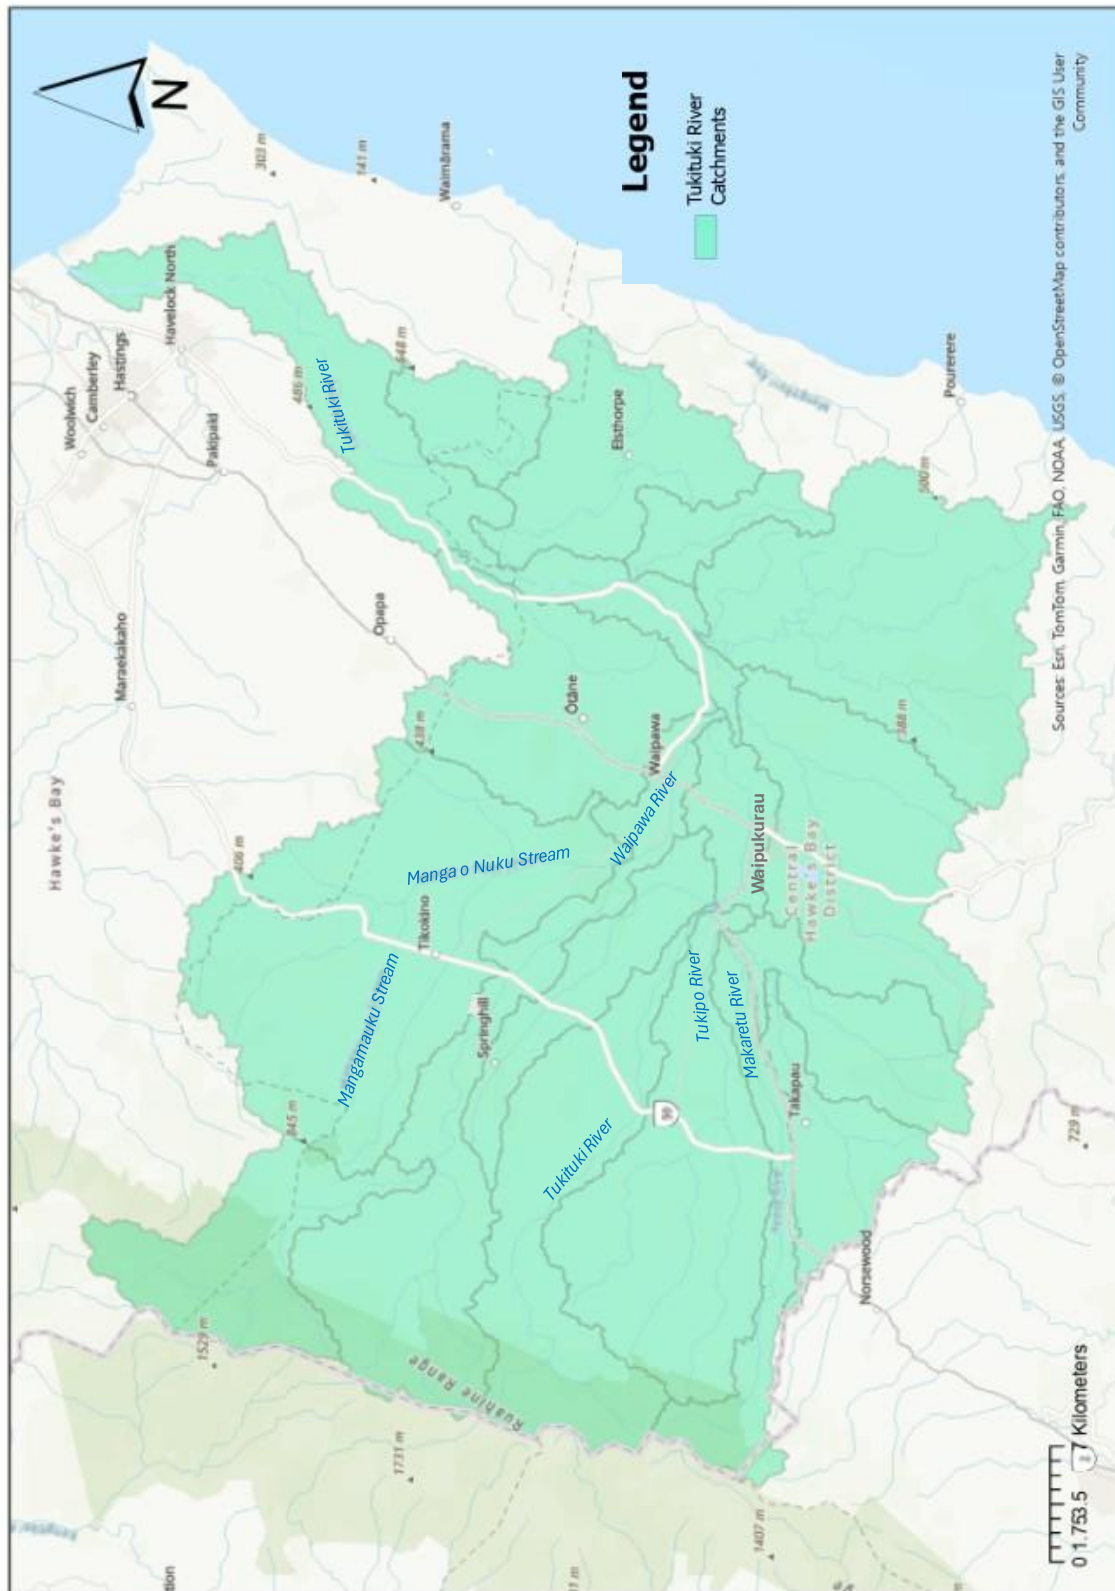 N
Legend
Tukituki River
Catchments
303 m
141 m
Waimārama
Woolwich
Camberley
Hastings
Havelock North
Pakipaki
486 m
648 m
Tukituki River
Elsthorpe
Pourerere
500 m
Maraekakaho
Opapa
Hawke's Bay
438 m
Ōtāne
Waipawa
388 m
406 m
Manga o Nuku Stream
Waipawa River
Waipukurau
Central
Hawke's Bay
District
Tikokino
Mangamauku Stream
Springhill
Tukipo River
Makaretu River
Takapau
845 m
Tukituki River
50
729 m
Norsewood
1529 m
Ruahine Range
1731 m
1407 m
0 1.75 3.5 7 Kilometers
Sources: Esri, TomTom, Garmin, FAO, NOAA, USGS, © OpenStreetMap contributors, and the GIS User
Community